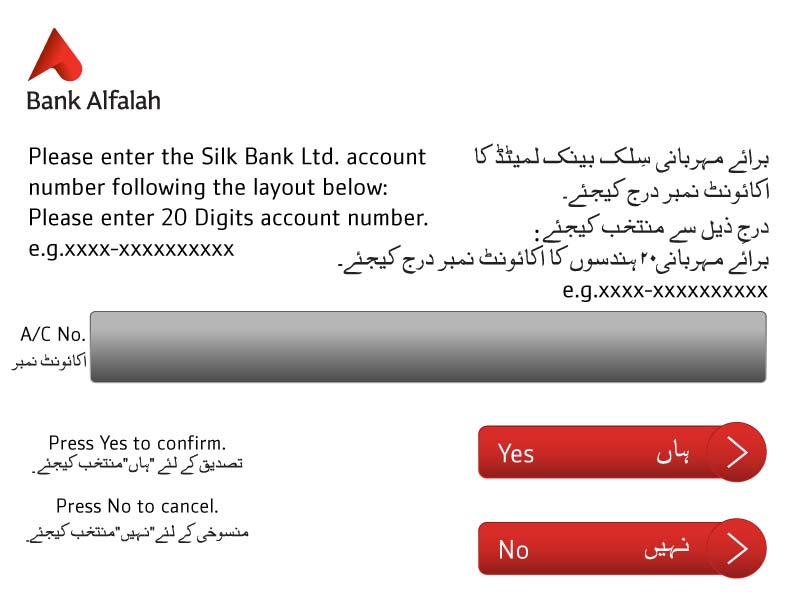 Bank Alfalah
Please enter the Silk Bank Ltd. account
number following the layout below:
Please enter 20 Digits account number.
e.g.xxxx-xxxxxxxxxx
برائے مہربانی سِلک بینک لمیٹڈ کا
اکائونٹ نمبر درج کیجئے۔
درجِ ذیل سے منتخب کیجئے:
برائے مہربانی۲۰ ہندسوں کا اکائونٹ نمبر درج کیجئے۔
e.g.xxxx-xxxxxxxxxx
A/C No.
اکائونٹ نمبر
Press Yes to confirm.
تصدیق کے لئے "ہاں"منتخب کیجئے۔
Yes ہاں
Press No to cancel.
منسوخی کے لئے"نہیں"منتخب کیجئے۔
No نہیں